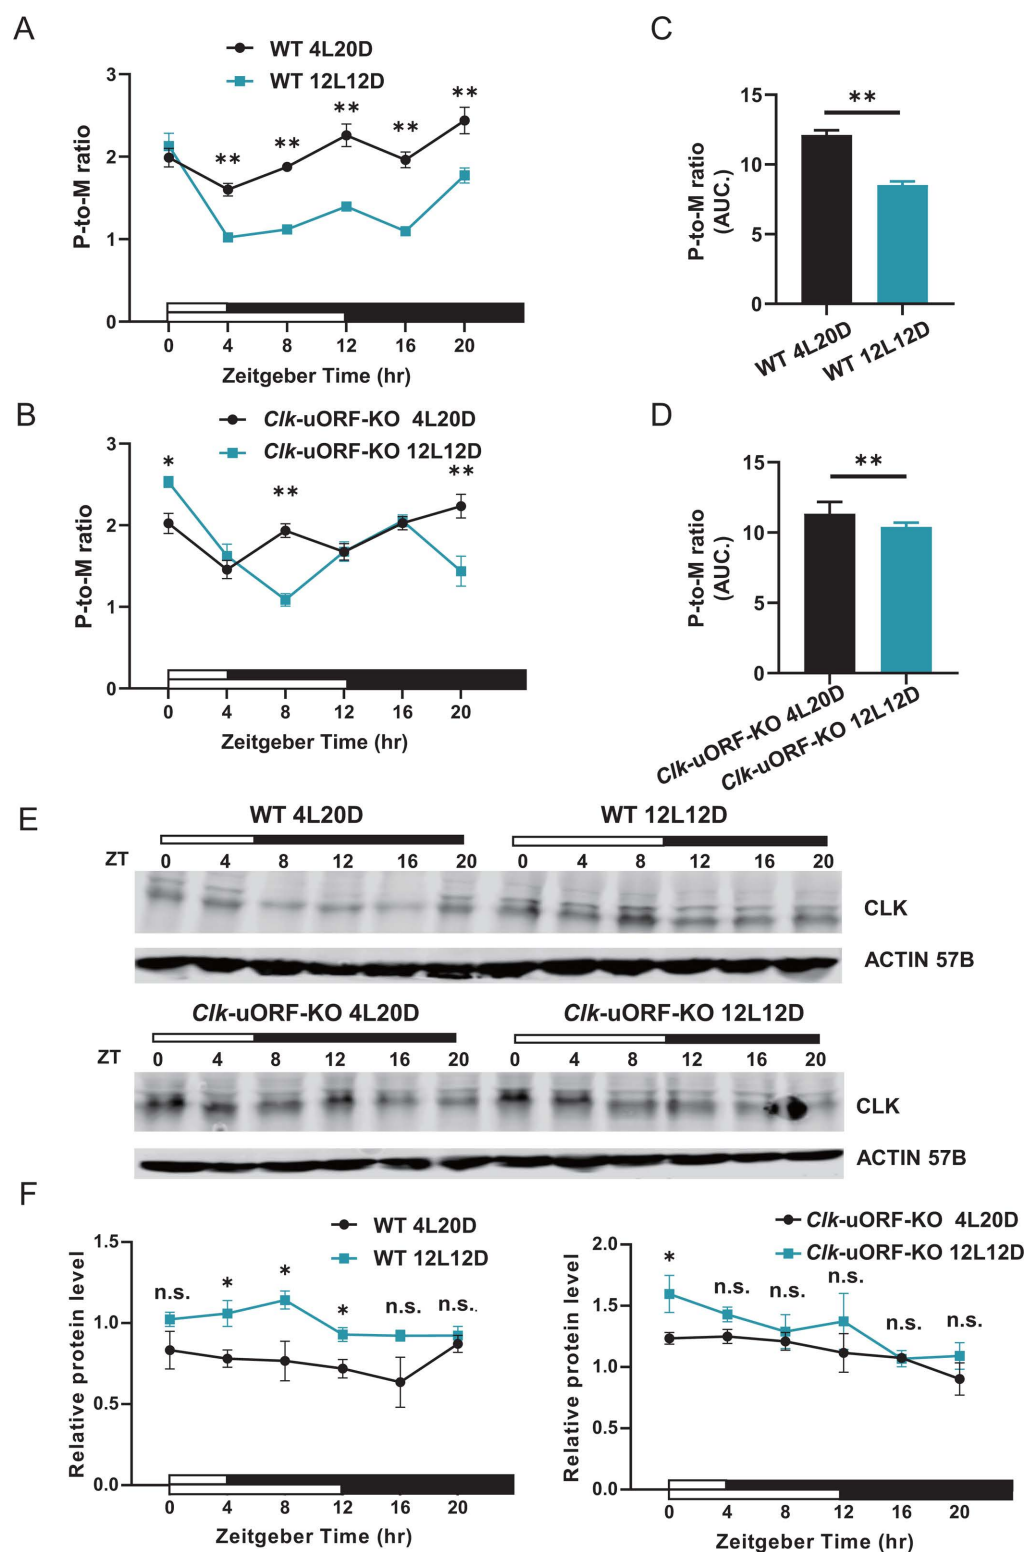 A
WT 4L20D
WT 12L12D
P-to-M ratio
3
2
1
0
** ** ** ** **
0 4 8 12 16 20
Zeitgeber Time (hr)
C
P-to-M ratio
(AUC.)
15
10
5
0
**
WT 4L20D
WT 12L12D
B
Clk-uORF-KO 4L20D
Clk-uORF-KO 12L12D
P-to-M ratio
3
2
1
0
* ** **
0 4 8 12 16 20
Zeitgeber Time (hr)
D
P-to-M ratio
(AUC.)
15
10
5
0
**
Clk-uORF-KO 4L20D
Clk-uORF-KO 12L12D
E
WT 4L20D WT 12L12D
ZT 0 4 8 12 16 20 0 4 8 12 16 20
CLK
ACTIN 57B
Clk-uORF-KO 4L20D Clk-uORF-KO 12L12D
ZT 0 4 8 12 16 20 0 4 8 12 16 20
CLK
ACTIN 57B
F
WT 4L20D
WT 12L12D
Relative protein level
1.5
1.0
0.5
0.0
n.s. * * * n.s. n.s.
0 4 8 12 16 20
Zeitgeber Time (hr)
Clk-uORF-KO 4L20D
Clk-uORF-KO 12L12D
Relative protein level
2.0
1.5
1.0
0.5
0.0
* n.s. n.s. n.s. n.s. n.s.
0 4 8 12 16 20
Zeitgeber Time (hr)